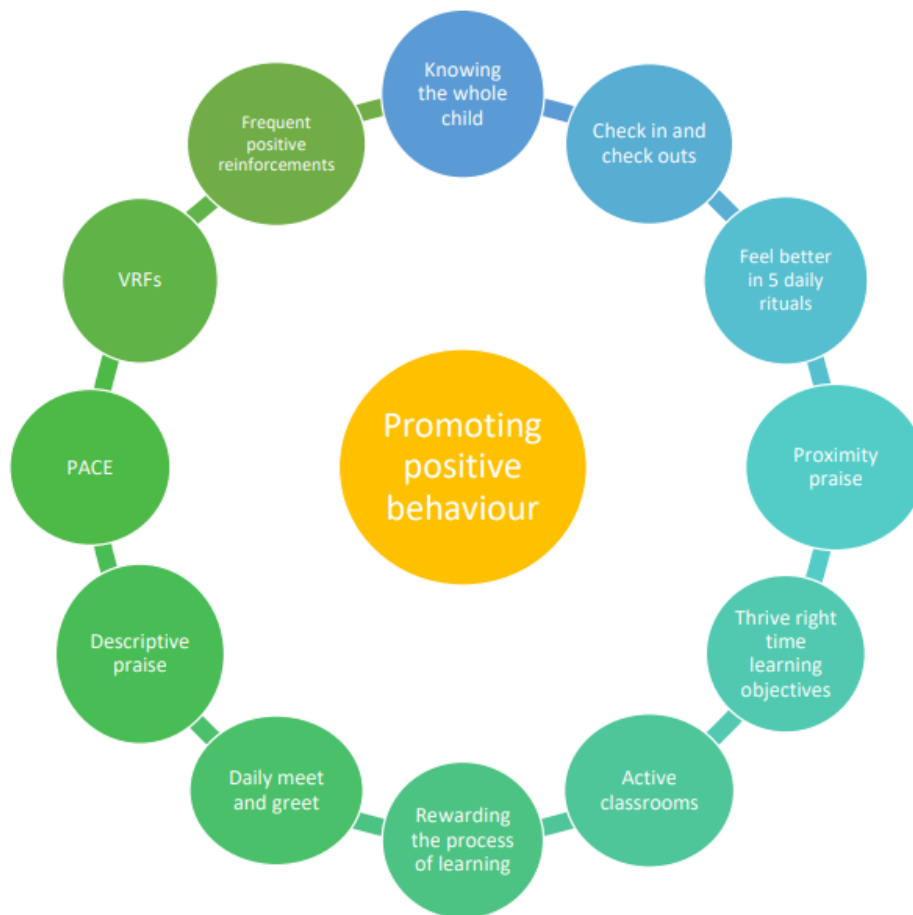 Knowing
the whole
child
Check in and
check outs
Feel better
in 5 daily
rituals
Proximity
praise
Thrive right
time
learning
objectives
Active
classrooms
Rewarding
the process
of learning
Daily meet
and greet
Descriptive
praise
PACE
VRFs
Frequent
positive
reinforcements
Promoting
positive
behaviour